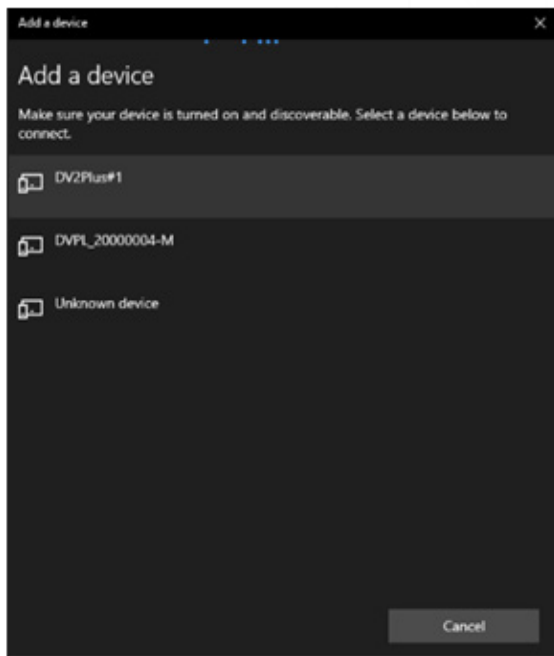 Add a device
Add a device
Make sure your device is turned on and discoverable. Select a device below to
connect.
DV2Plus#1
DVPL_20000004-M
Unknown device
Cancel